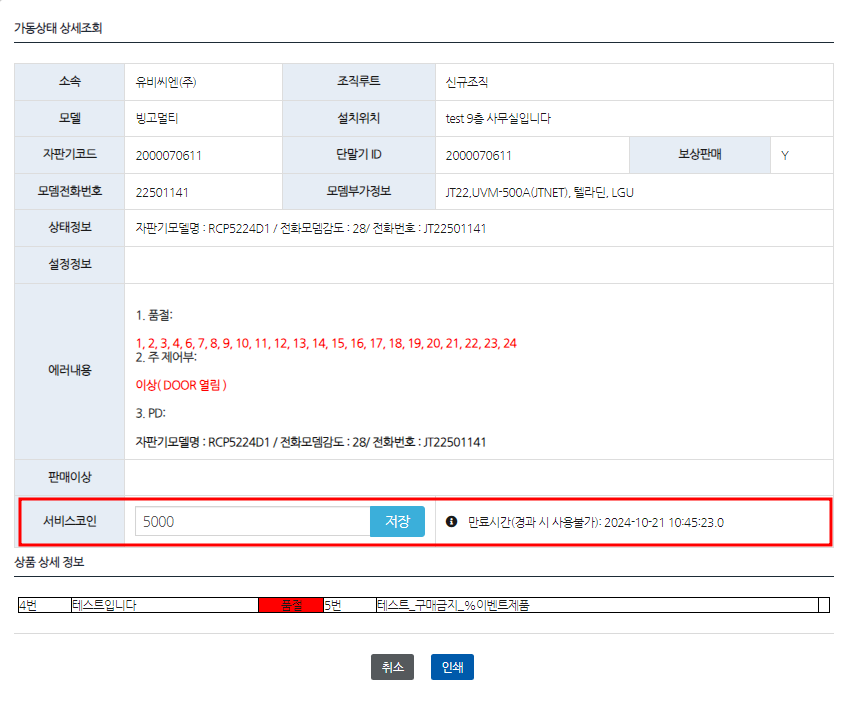 가동상태 상세조회
소속 유비씨엔(주) 조직루트 신규조직
모델 빙고멀티 설치위치 test 9층 사무실입니다
자판기코드 2000070611 단말기 ID 2000070611 보상판매 Y
모뎀전화번호 22501141 모뎀부가정보 JT22,UVM-500A(JTNET), 텔라딘, LGU
상태정보 자판기모델명 : RCP5224D1 / 전화모뎀감도 : 28/ 전화번호 : JT22501141
설정정보
에러내용
1. 품절:
1, 2, 3, 4, 6, 7, 8, 9, 10, 11, 12, 13, 14, 15, 16, 17, 18, 19, 20, 21, 22, 23, 24
2. 주 제어부:
이상( DOOR 열림 )
3. PD:
자판기모델명 : RCP5224D1 / 전화모뎀감도 : 28/ 전화번호 : JT22501141
판매이상
서비스코인 5000 저장 만료시간(경과 시 사용불가): 2024-10-21 10:45:23.0
상품 상세 정보
4번 테스트입니다 품절 5번 테스트_구매금지_%이벤트제품
취소 인쇄